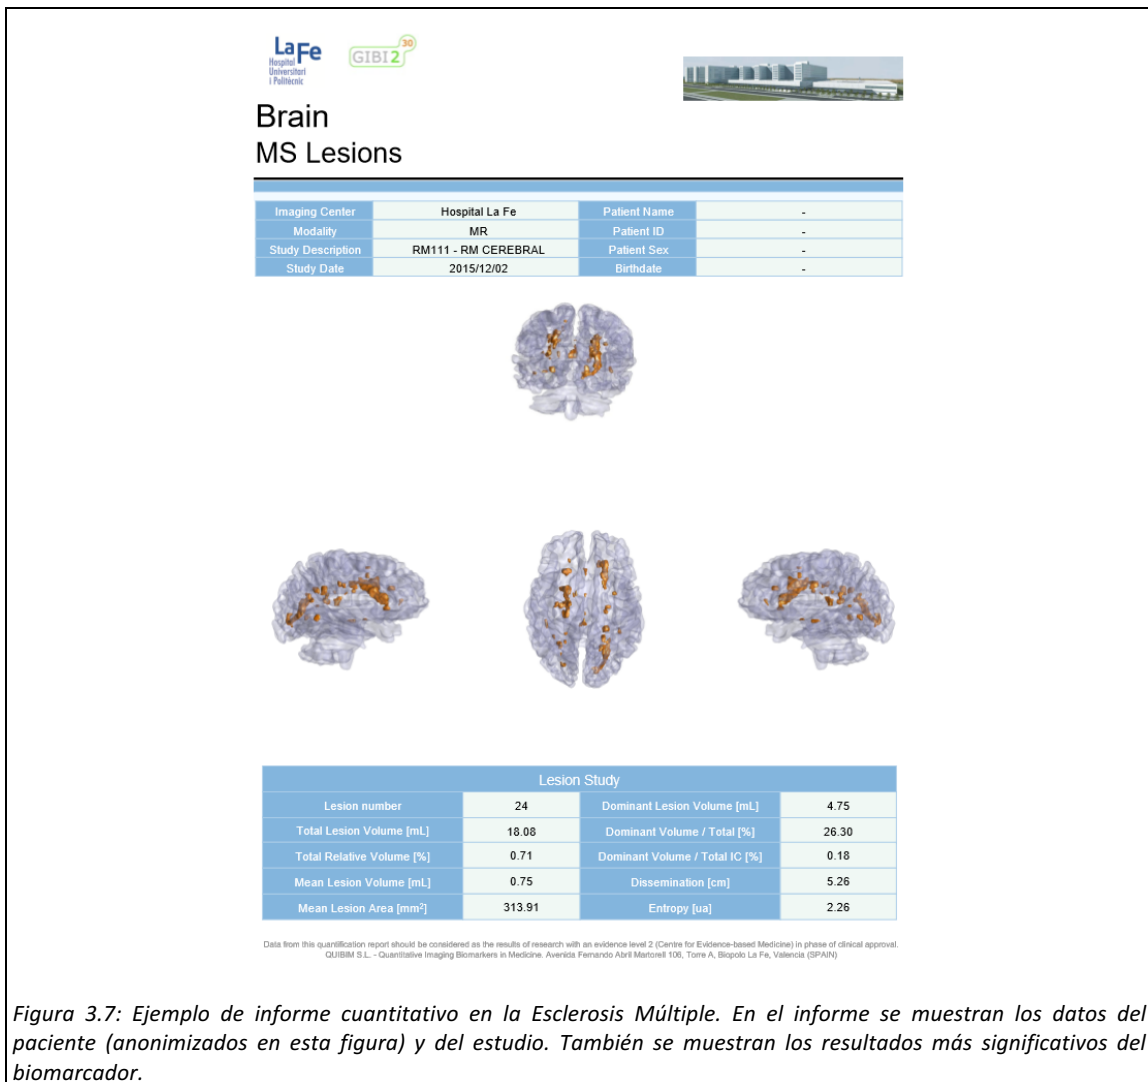 LaFe
Hospital
Universitari
i Politècnic
GIBI2 30
Brain
MS Lesions
Imaging Center Hospital La Fe Patient Name -
Modality MR Patient ID -
Study Description RM111 - RM CEREBRAL Patient Sex -
Study Date 2015/12/02 Birthdate -
Lesion Study
Lesion number 24 Dominant Lesion Volume [mL] 4.75
Total Lesion Volume [mL] 18.08 Dominant Volume / Total [%] 26.30
Total Relative Volume [%] 0.71 Dominant Volume / Total IC [%] 0.18
Mean Lesion Volume [mL] 0.75 Dissemination [cm] 5.26
Mean Lesion Area [mm²] 313.91 Entropy [ua] 2.26
Data from this quantification report should be considered as the results of research with an evidence level 2 (Centre for Evidence-based Medicine) in phase of clinical approval.
QUIBIM S.L. - Quantitative Imaging Biomarkers in Medicine. Avenida Fernando Abril Martorell 106, Torre A, Biopolo La Fe, Valencia (SPAIN)
Figura 3.7: Ejemplo de informe cuantitativo en la Esclerosis Múltiple. En el informe se muestran los datos del
paciente (anonimizados en esta figura) y del estudio. También se muestran los resultados más significativos del
biomarcador.